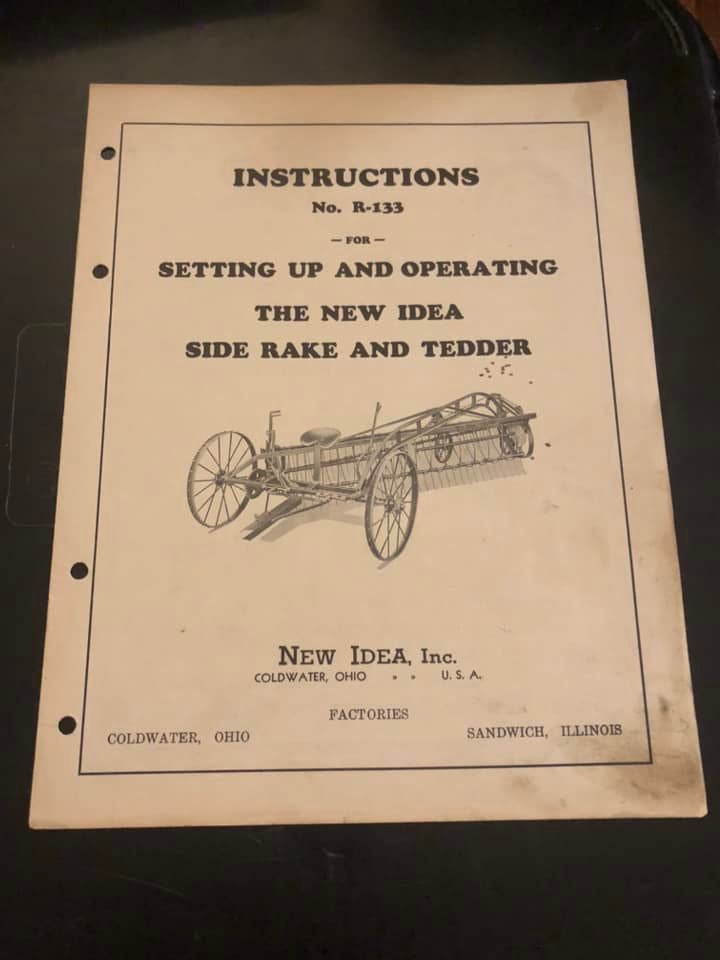 INSTRUCTIONS
No. R-133
— FOR —
SETTING UP AND OPERATING
THE NEW IDEA
SIDE RAKE AND TEDDER
NEW IDEA, Inc.
COLDWATER, OHIO » » U. S. A.
FACTORIES
COLDWATER, OHIO SANDWICH, ILLINOIS